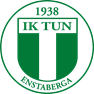 1938
IK TUN
ENSTABERGA